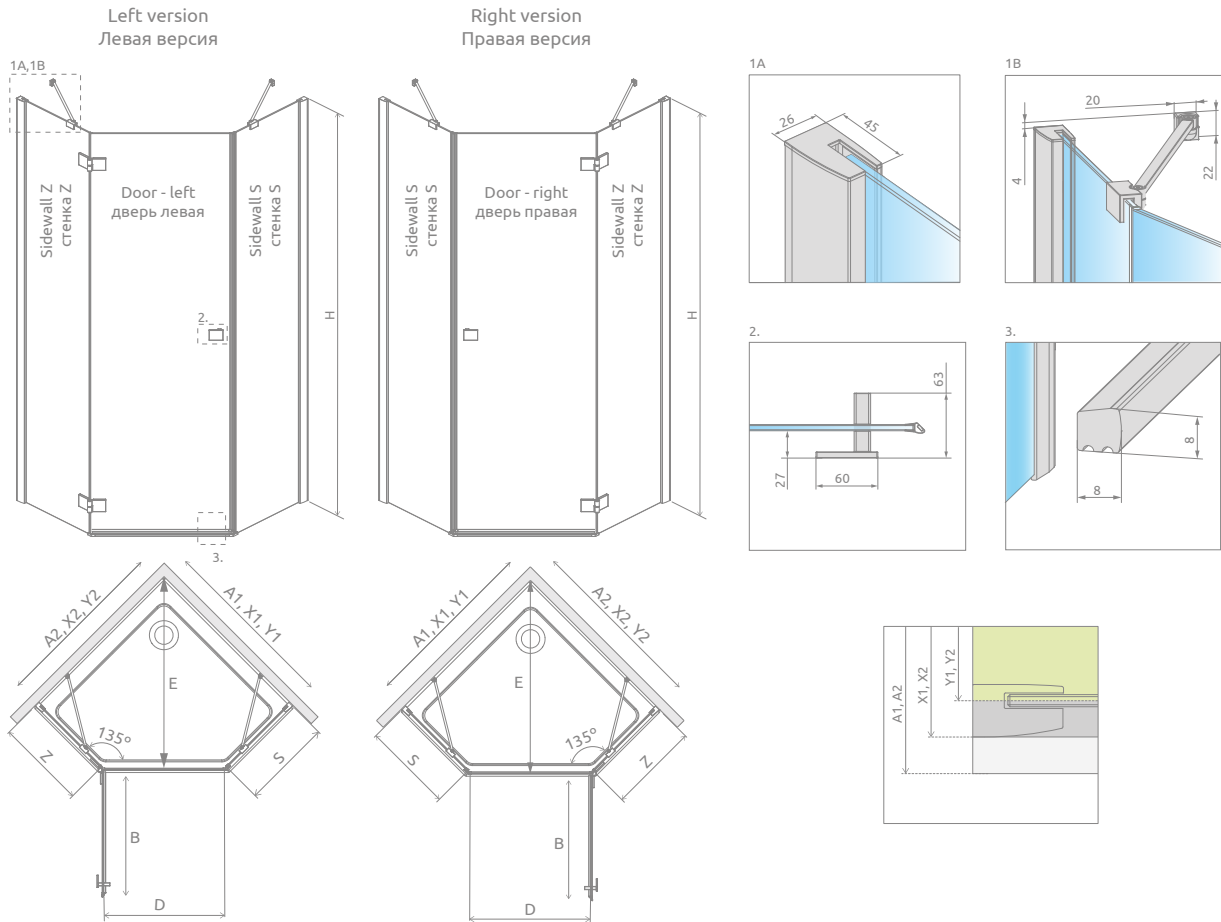 Left version
Левая версия
Right version
Правая версия
1A,1B
Sidewall Z
стенка Z
Door - left
дверь левая
Sidewall S
стенка S
2.
H
3.
Sidewall S
стенка S
Door - right
дверь правая
Sidewall Z
стенка Z
H
1A
26
45
1B
20
4
22
2.
63
27
60
3.
8
8
A2, X2, Y2
A1, X1, Y1
E
135º
Z
S
B
D
A1, X1, Y1
A2, X2, Y2
E
135º
S
Z
B
D
A1, A2
X1, X2
Y1, Y2